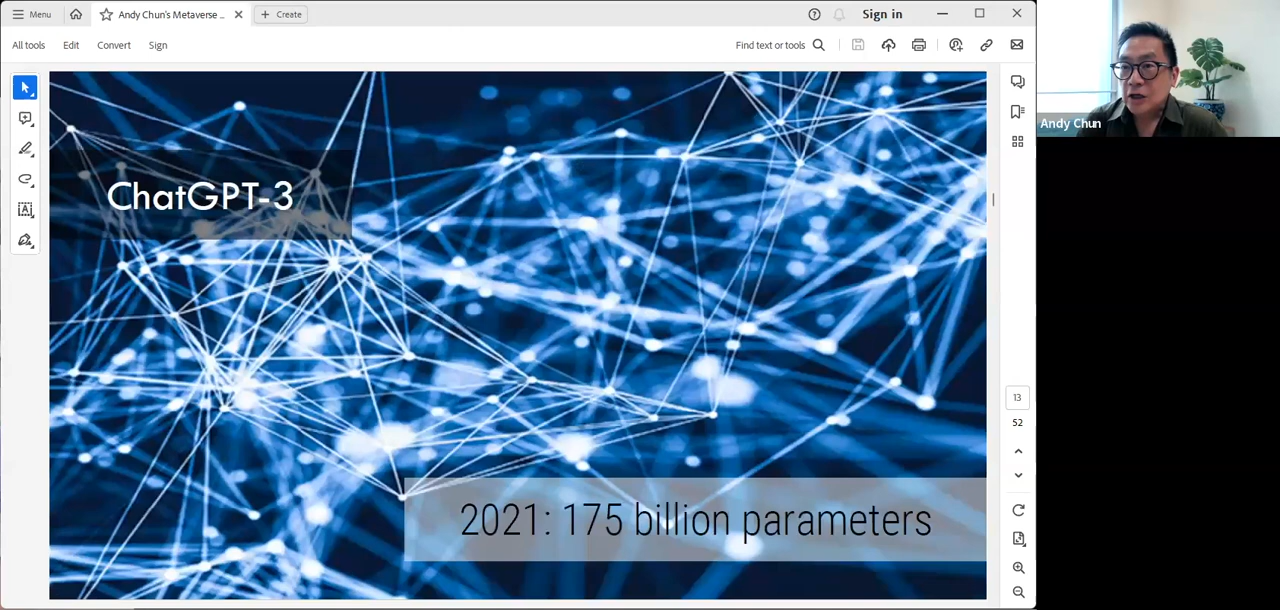 Menu
Andy Chun's Metaverse ...
Create
Sign in
All tools
Edit
Convert
Sign
Find text or tools
Andy Chun
ChatGPT-3
13
52
2021: 175 billion parameters